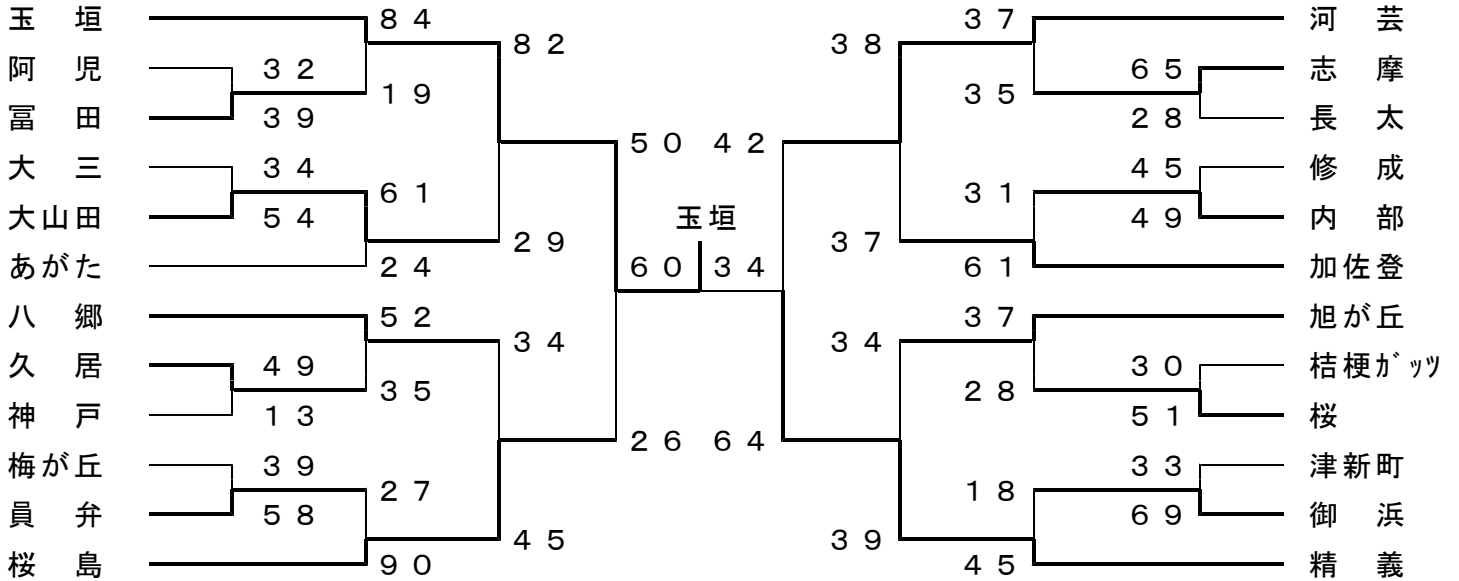 玉垣 84 37 河芸
82 38
阿児 32 65 志摩
19 35
冨田 39 28 長太
50 42
大三 34 45 修成
61 31
大山田 54 玉垣 49 内部
29 37
あがた 24 60 34 61 加佐登
八郷 52 37 旭が丘
34 34
久居 49 30 桔梗ガッツ
35 28
神戸 13 51 桜
26 64
梅が丘 39 33 津新町
27 18
員弁 58 69 御浜
45 39
桜島 90 45 精義